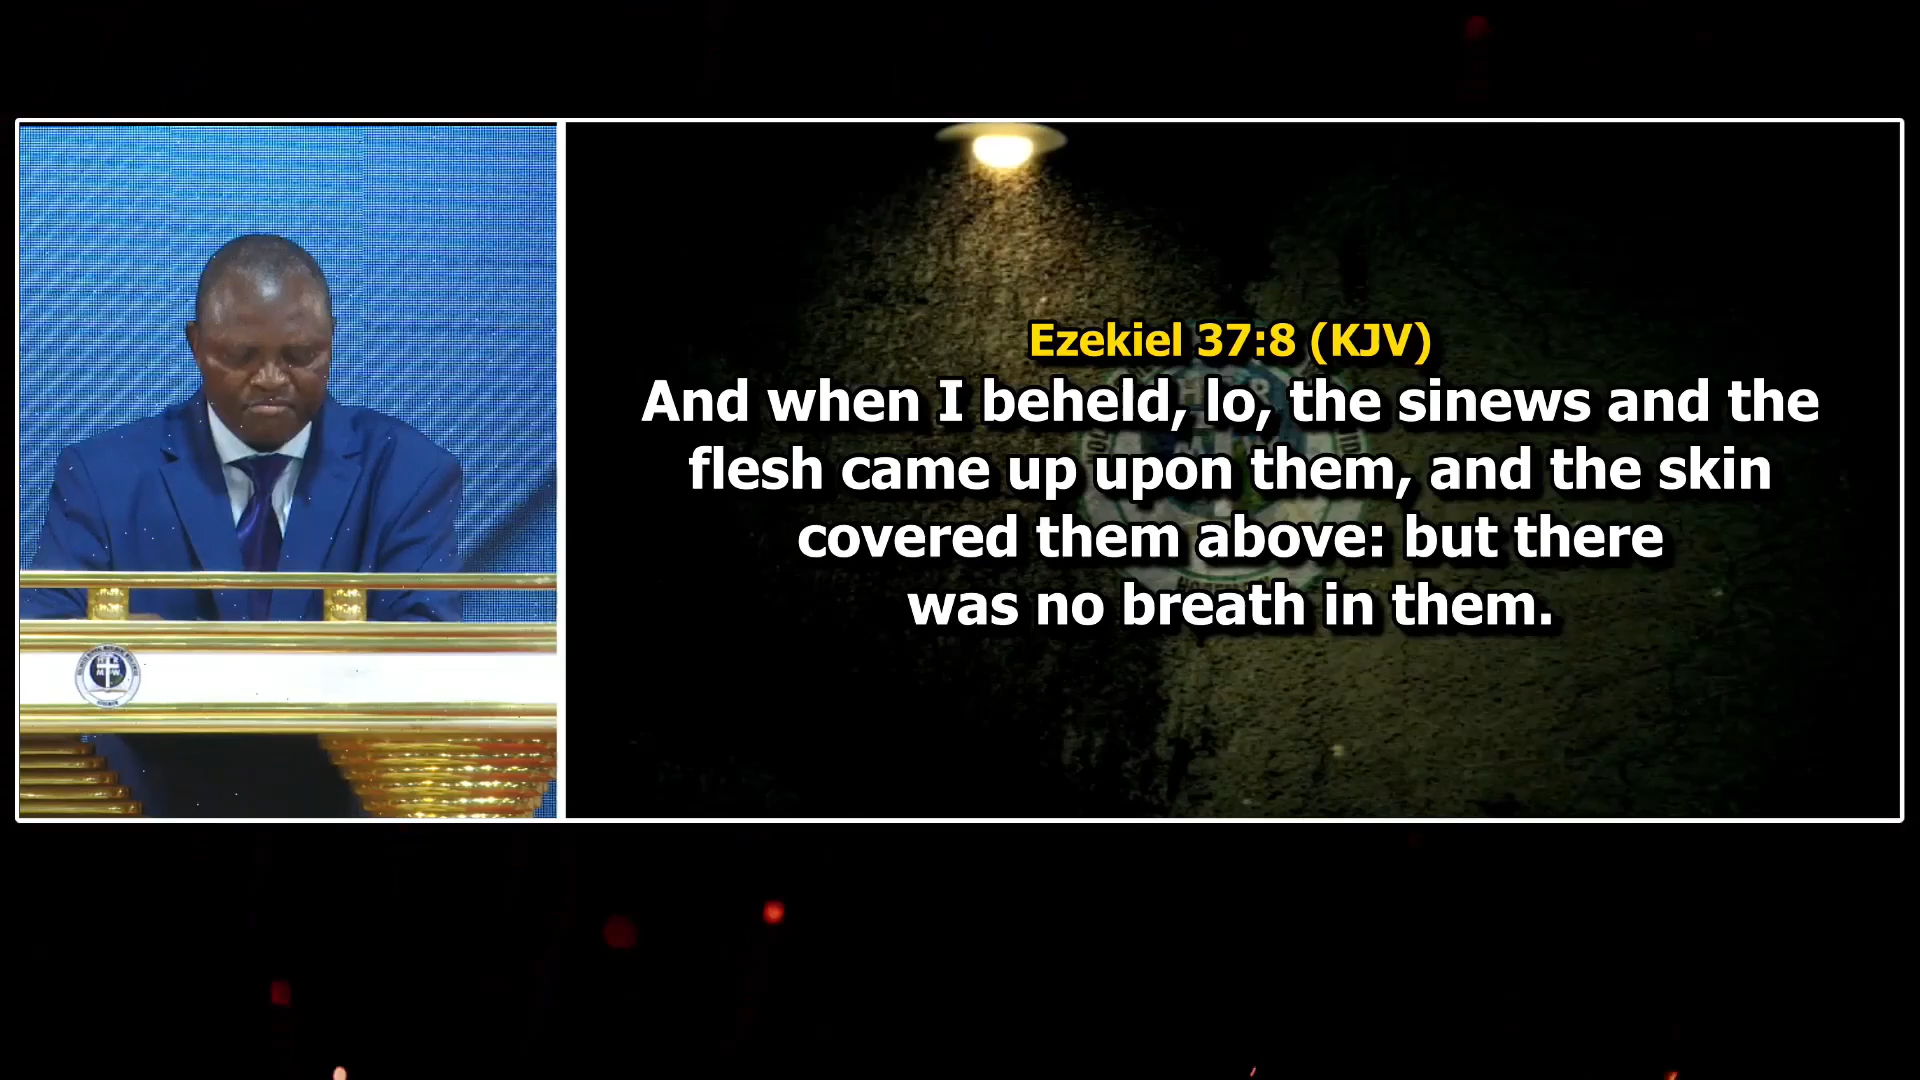 Ezekiel 37:8 (KJV)
And when I beheld, lo, the sinews and the
flesh came up upon them, and the skin
covered them above: but there
was no breath in them.